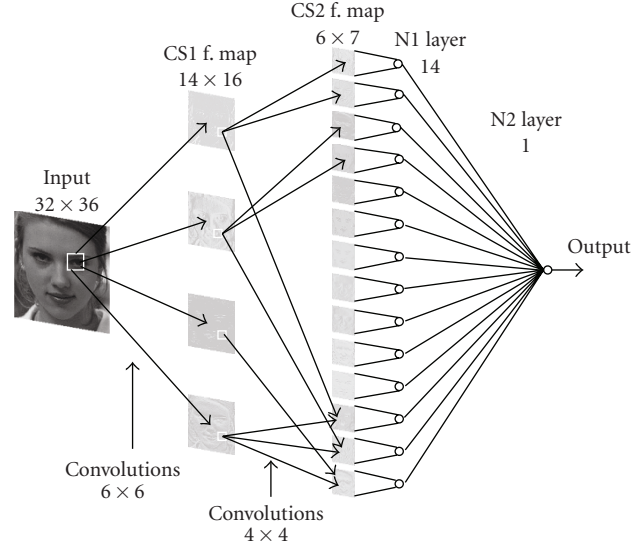 CS2 f. map
6 × 7
N1 layer
14
CS1 f. map
14 × 16
N2 layer
1
Input
32 × 36
Output
Convolutions
6 × 6
Convolutions
4 × 4